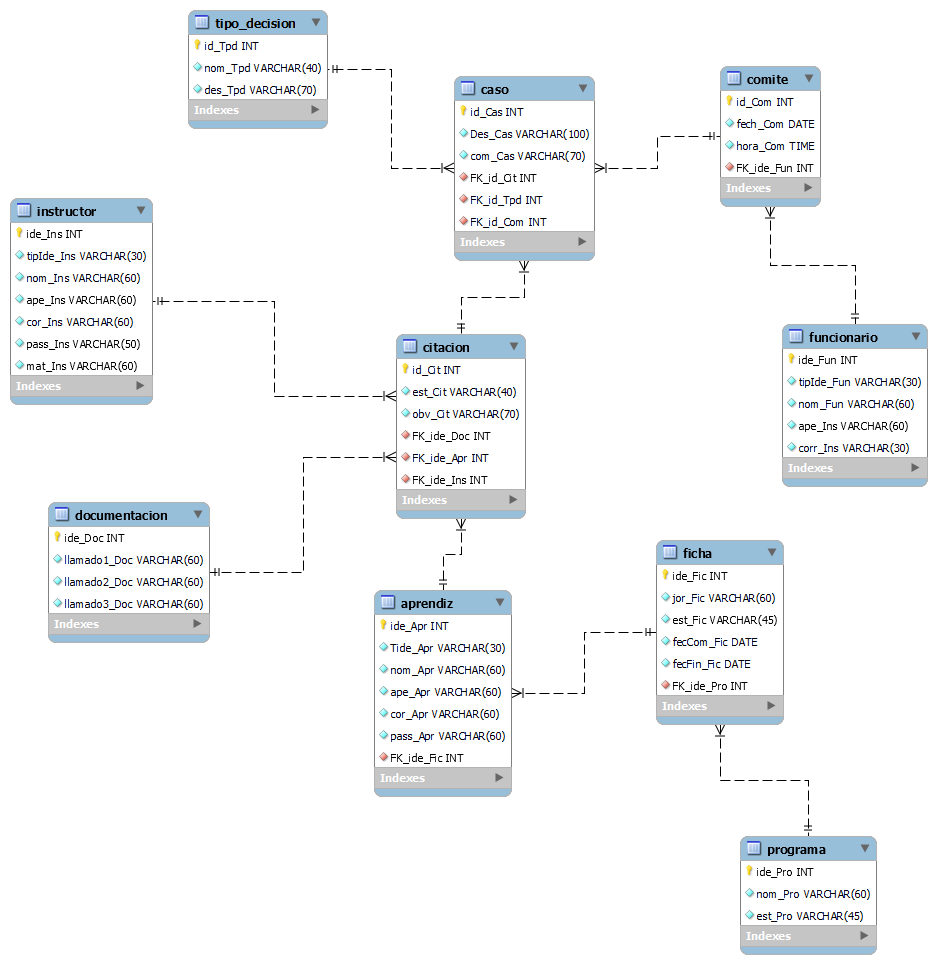 tipo_decision
id_Tpd INT
nom_Tpd VARCHAR(40)
des_Tpd VARCHAR(70)
Indexes
caso
id_Cas INT
Des_Cas VARCHAR(100)
com_Cas VARCHAR(70)
FK_id_Cit INT
FK_id_Tpd INT
FK_id_Com INT
Indexes
comite
id_Com INT
fech_Com DATE
hora_Com TIME
FK_ide_Fun INT
Indexes
instructor
ide_Ins INT
tipIde_Ins VARCHAR(30)
nom_Ins VARCHAR(60)
ape_Ins VARCHAR(60)
cor_Ins VARCHAR(60)
pass_Ins VARCHAR(50)
mat_Ins VARCHAR(60)
Indexes
citacion
id_Cit INT
est_Cit VARCHAR(40)
obv_Cit VARCHAR(70)
FK_ide_Doc INT
FK_ide_Apr INT
FK_ide_Ins INT
Indexes
funcionario
ide_Fun INT
tipIde_Fun VARCHAR(30)
nom_Fun VARCHAR(60)
ape_Ins VARCHAR(60)
corr_Ins VARCHAR(30)
Indexes
documentacion
ide_Doc INT
llamado1_Doc VARCHAR(60)
llamado2_Doc VARCHAR(60)
llamado3_Doc VARCHAR(60)
Indexes
aprendiz
ide_Apr INT
Tide_Apr VARCHAR(30)
nom_Apr VARCHAR(60)
ape_Apr VARCHAR(60)
cor_Apr VARCHAR(60)
pass_Apr VARCHAR(60)
FK_ide_Fic INT
Indexes
ficha
ide_Fic INT
jor_Fic VARCHAR(60)
est_Fic VARCHAR(45)
fecCom_Fic DATE
fecFin_Fic DATE
FK_ide_Pro INT
Indexes
programa
ide_Pro INT
nom_Pro VARCHAR(60)
est_Pro VARCHAR(45)
Indexes